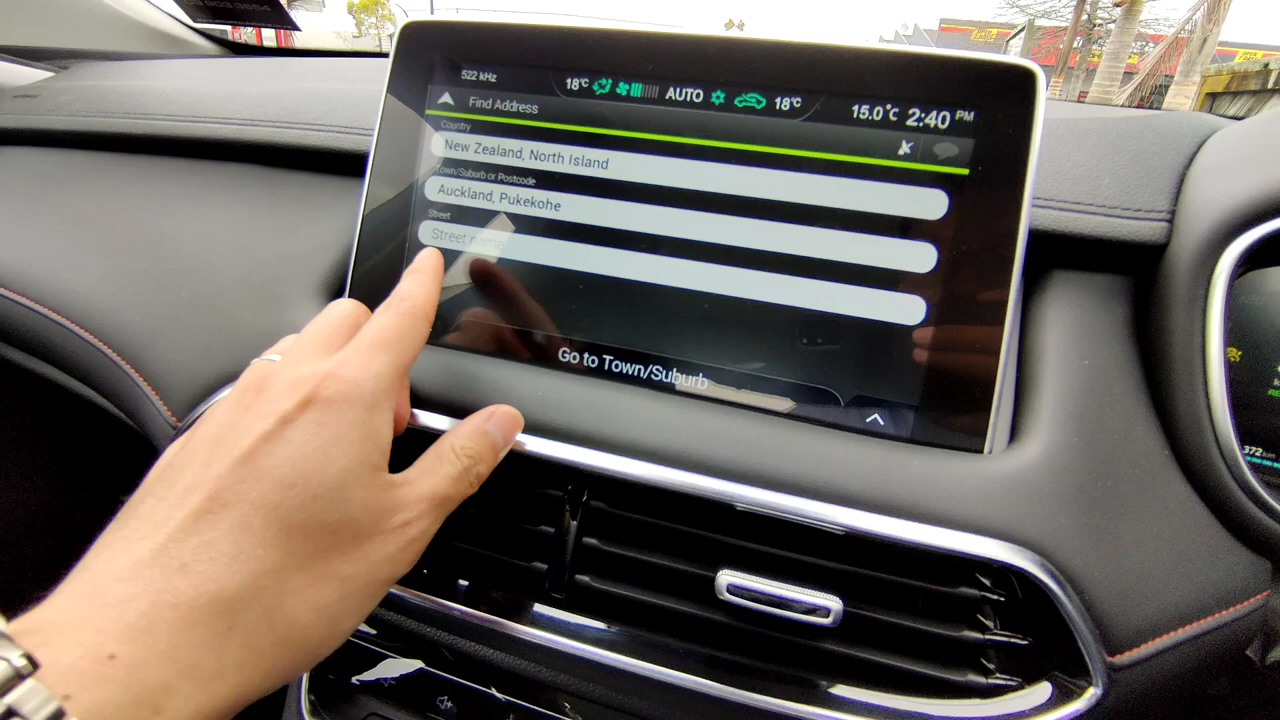 522 kHz
18°C
AUTO
18°C
15.0°C 2:40 PM
Find Address
Country
New Zealand, North Island
Town/Suburb or Postcode
Auckland, Pukekohe
Street
Street name
Go to Town/Suburb
372km